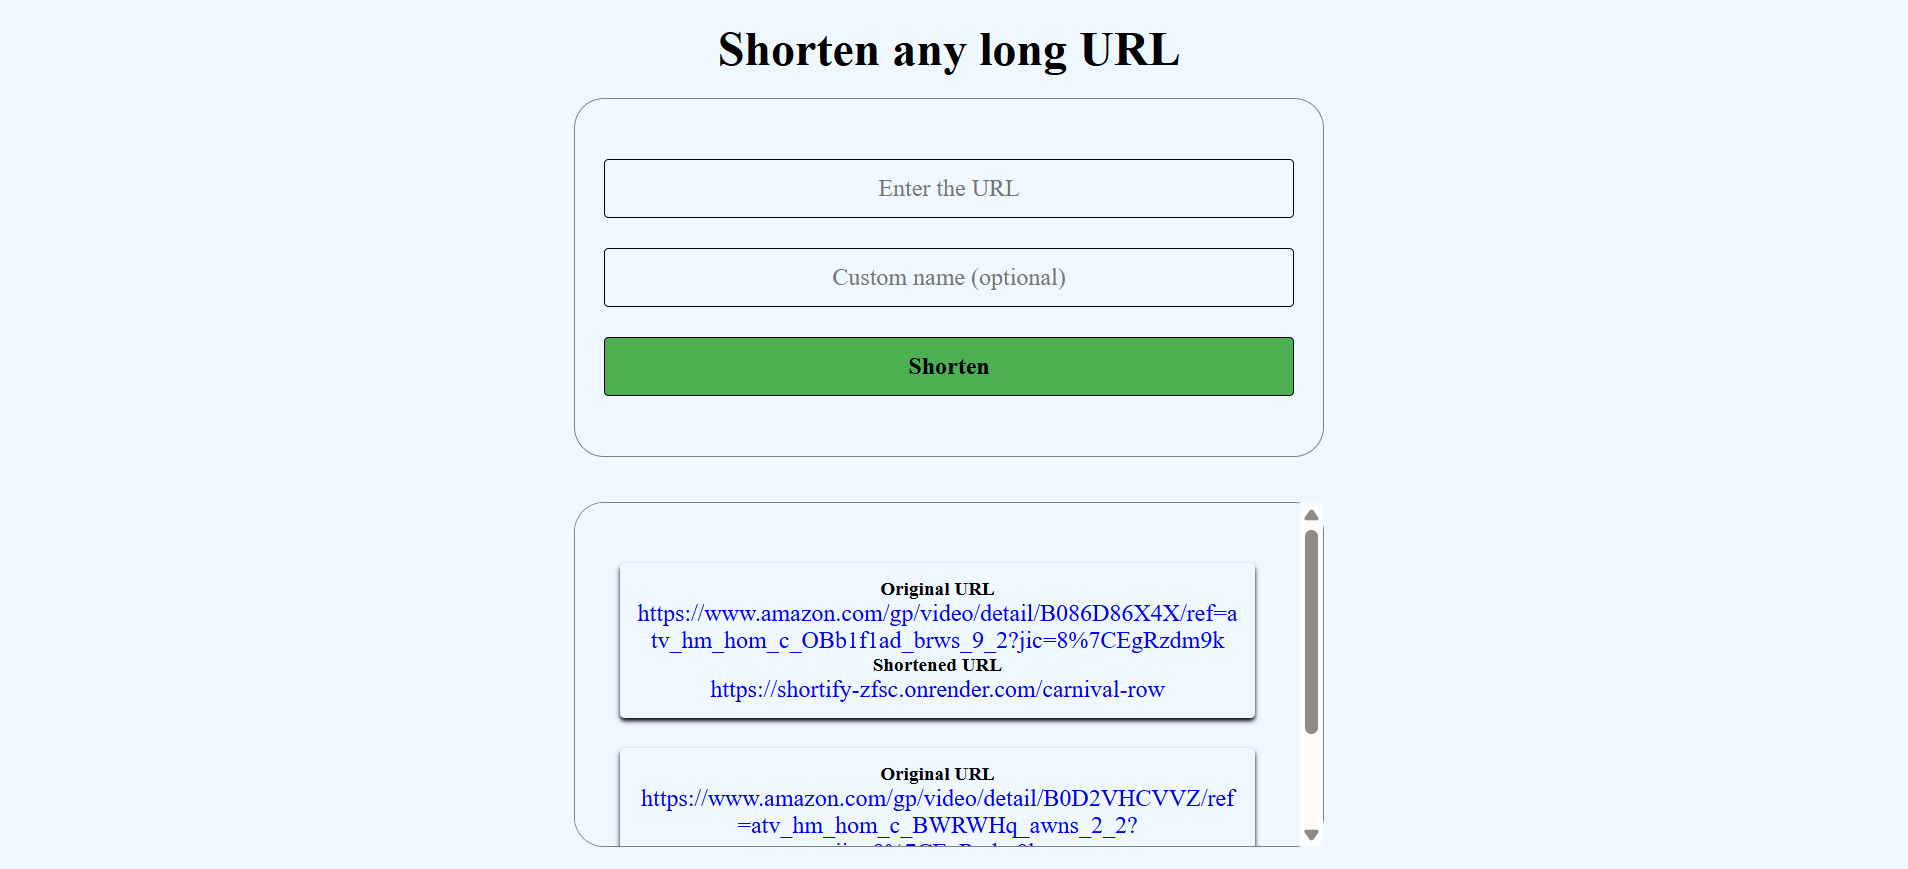 Shorten any long URL
Enter the URL
Custom name (optional)
Shorten
Original URL
https://www.amazon.com/gp/video/detail/B086D86X4X/ref=a
tv_hm_hom_c_OBb1f1ad_brws_9_2?jic=8%7CEgRzdm9k
Shortened URL
https://shortify-zfsc.onrender.com/carnival-row
Original URL
https://www.amazon.com/gp/video/detail/B0D2VHCVVZ/ref
=atv_hm_hom_c_BWRWHq_awns_2_2?